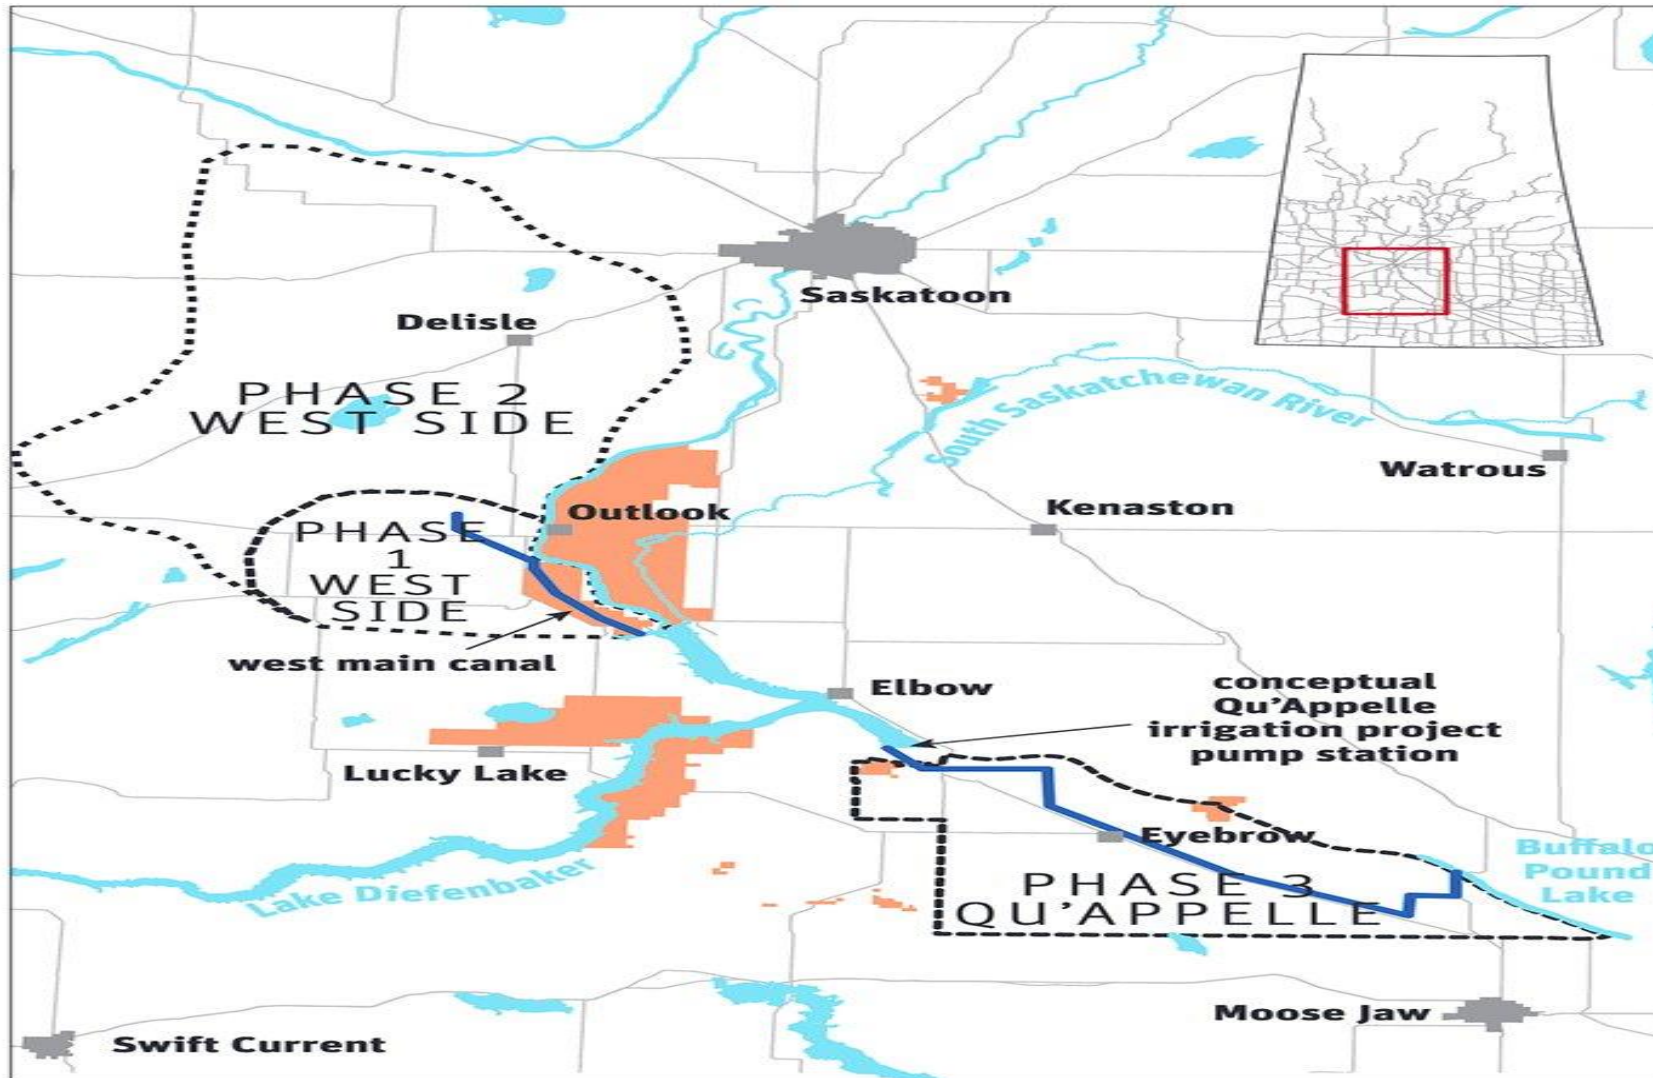 Saskatoon
Delisle
PHASE 2
WEST SIDE
South Saskatchewan River
Watrous
Outlook
Kenaston
PHASE
1
WEST
SIDE
west main canal
Elbow
conceptual
Qu'Appelle
irrigation project
pump station
Lucky Lake
Eyebrow
Buffalo
Pound
Lake
Lake Diefenbaker
PHASE 3
QU'APPELLE
Moose Jaw
Swift Current